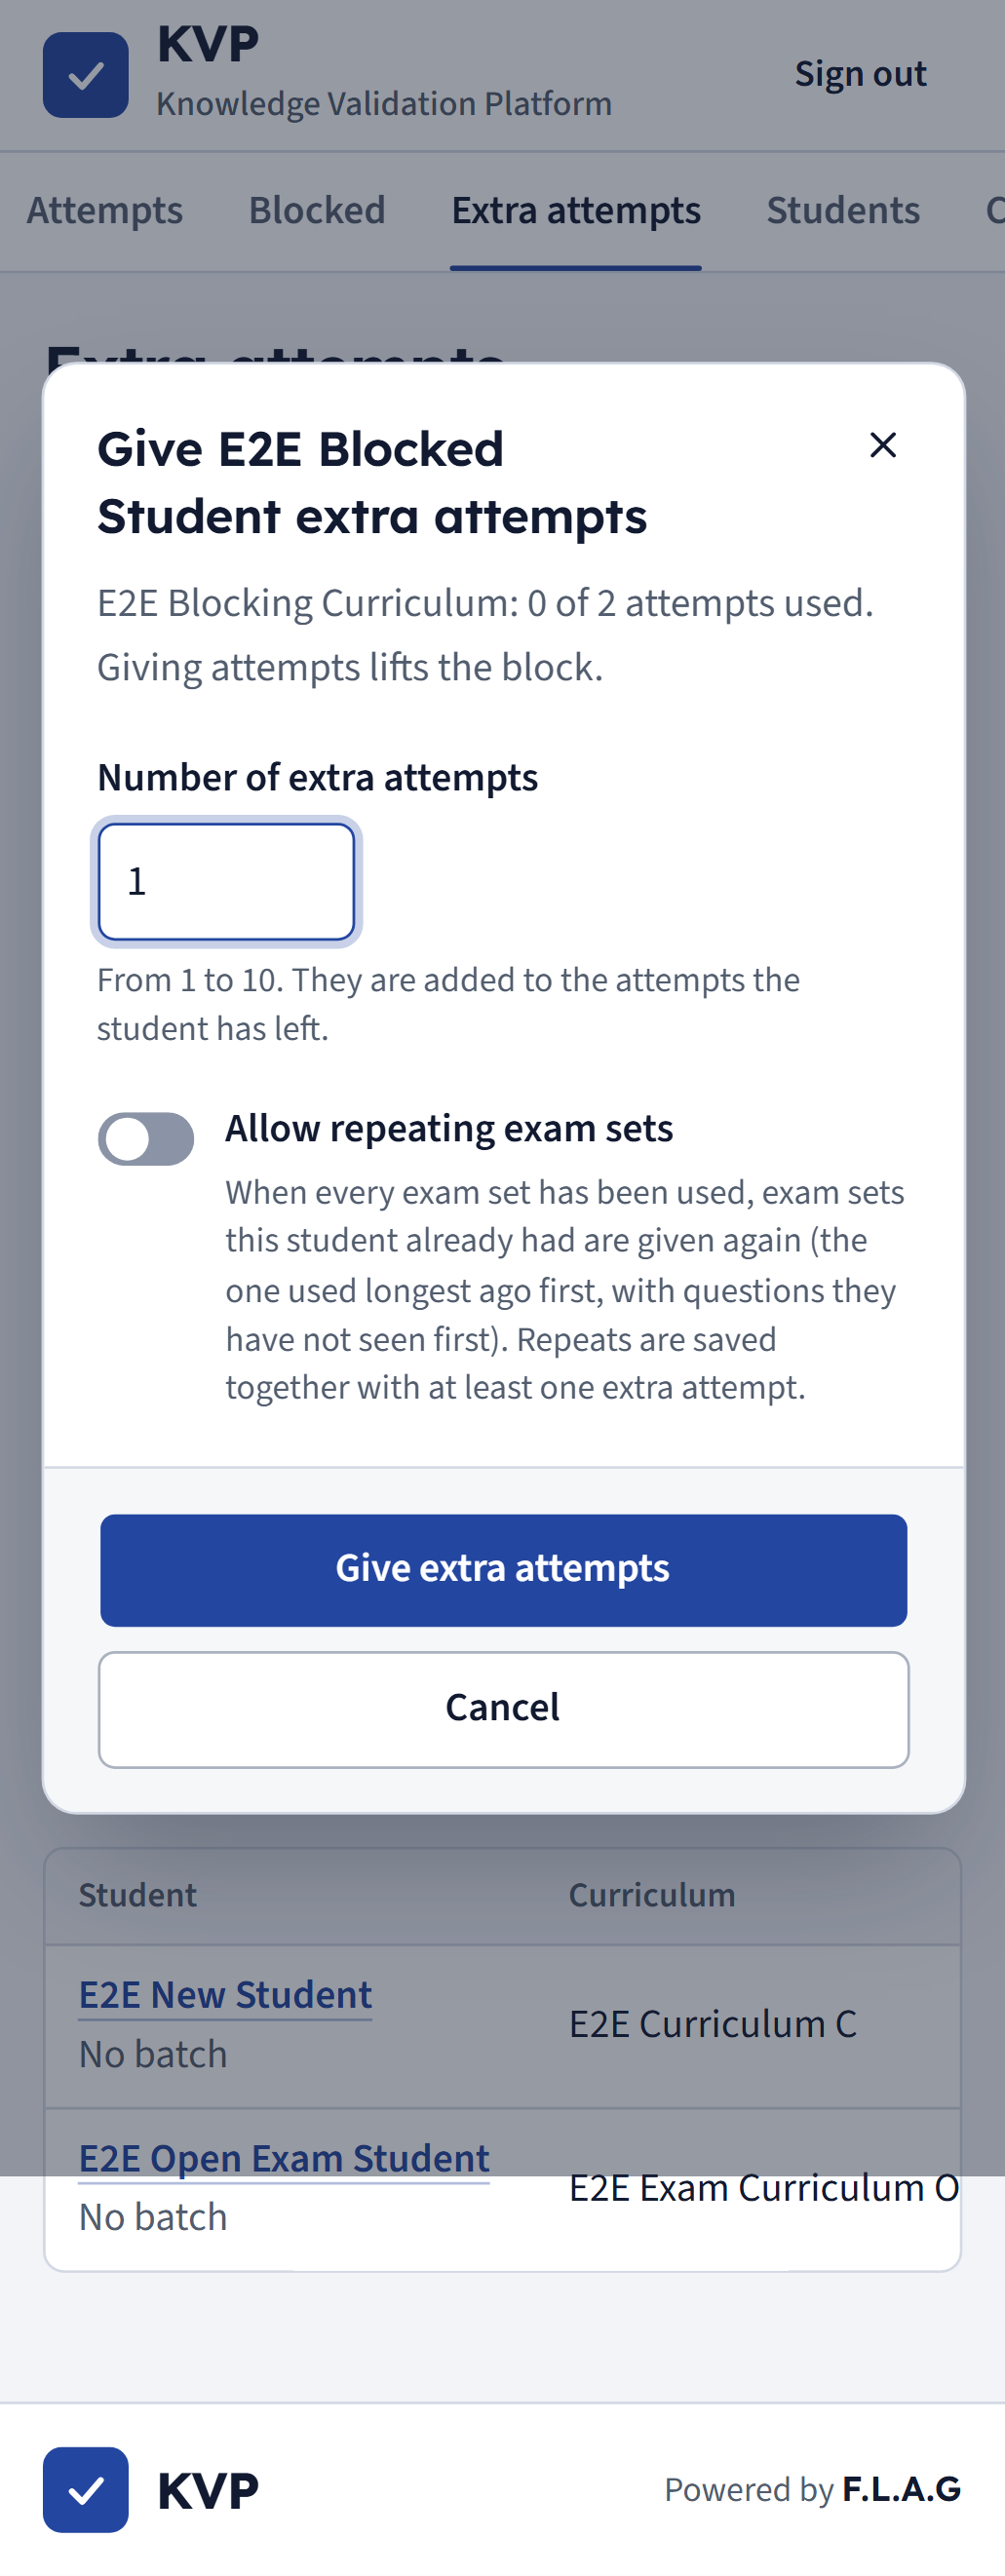 KVP
Knowledge Validation Platform
Sign out
Attempts Blocked Extra attempts Students
Extra attempts
Give E2E Blocked
Student extra attempts
E2E Blocking Curriculum: 0 of 2 attempts used.
Giving attempts lifts the block.
Number of extra attempts
1
From 1 to 10. They are added to the attempts the
student has left.
Allow repeating exam sets
When every exam set has been used, exam sets
this student already had are given again (the
one used longest ago first, with questions they
have not seen first). Repeats are saved
together with at least one extra attempt.
Give extra attempts
Cancel
Student Curriculum
E2E New Student
No batch
E2E Curriculum C
E2E Open Exam Student
No batch
E2E Exam Curriculum O
KVP
Powered by F.L.A.G